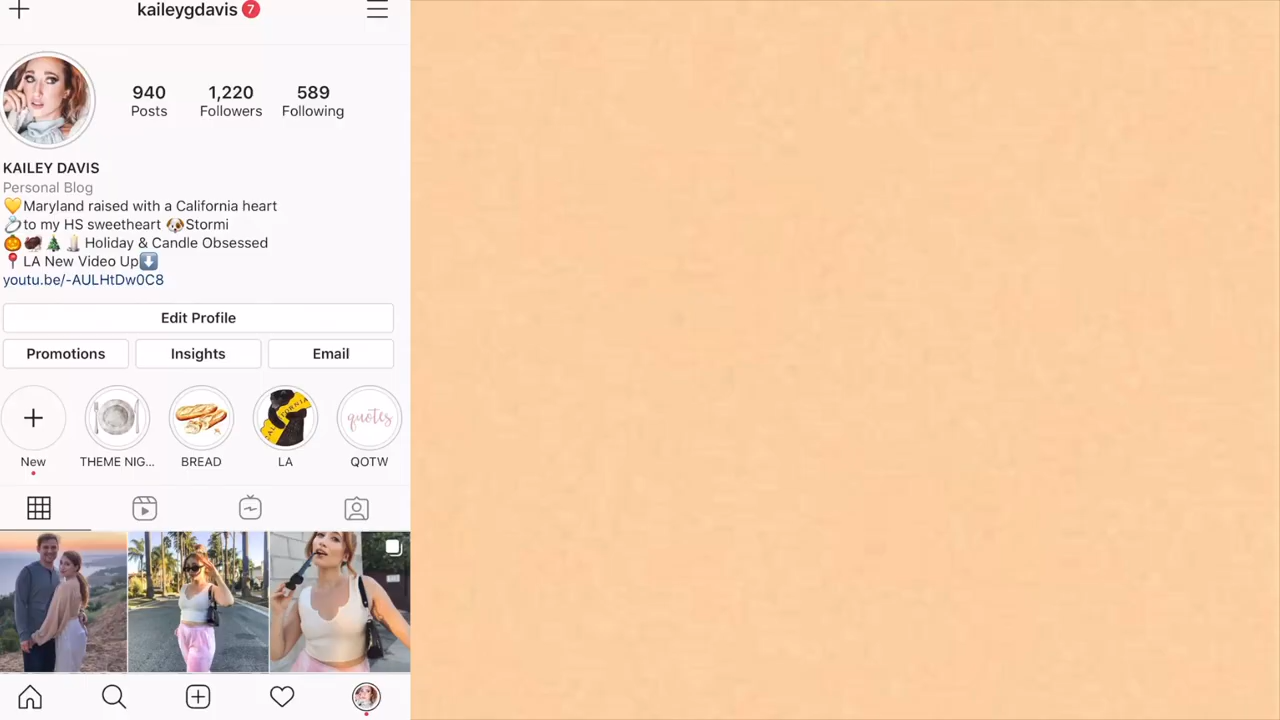 kaileygdavis 7
940 1,220 589
Posts Followers Following
KAILEY DAVIS
Personal Blog
💛Maryland raised with a California heart
💍to my HS sweetheart 🐶Stormi
🎃🦃🎄🕯️Holiday & Candle Obsessed
📍LA New Video Up⬇️
youtu.be/-AULHtDw0C8
Edit Profile
Promotions Insights Email
quotes
New THEME NIG... BREAD LA QOTW